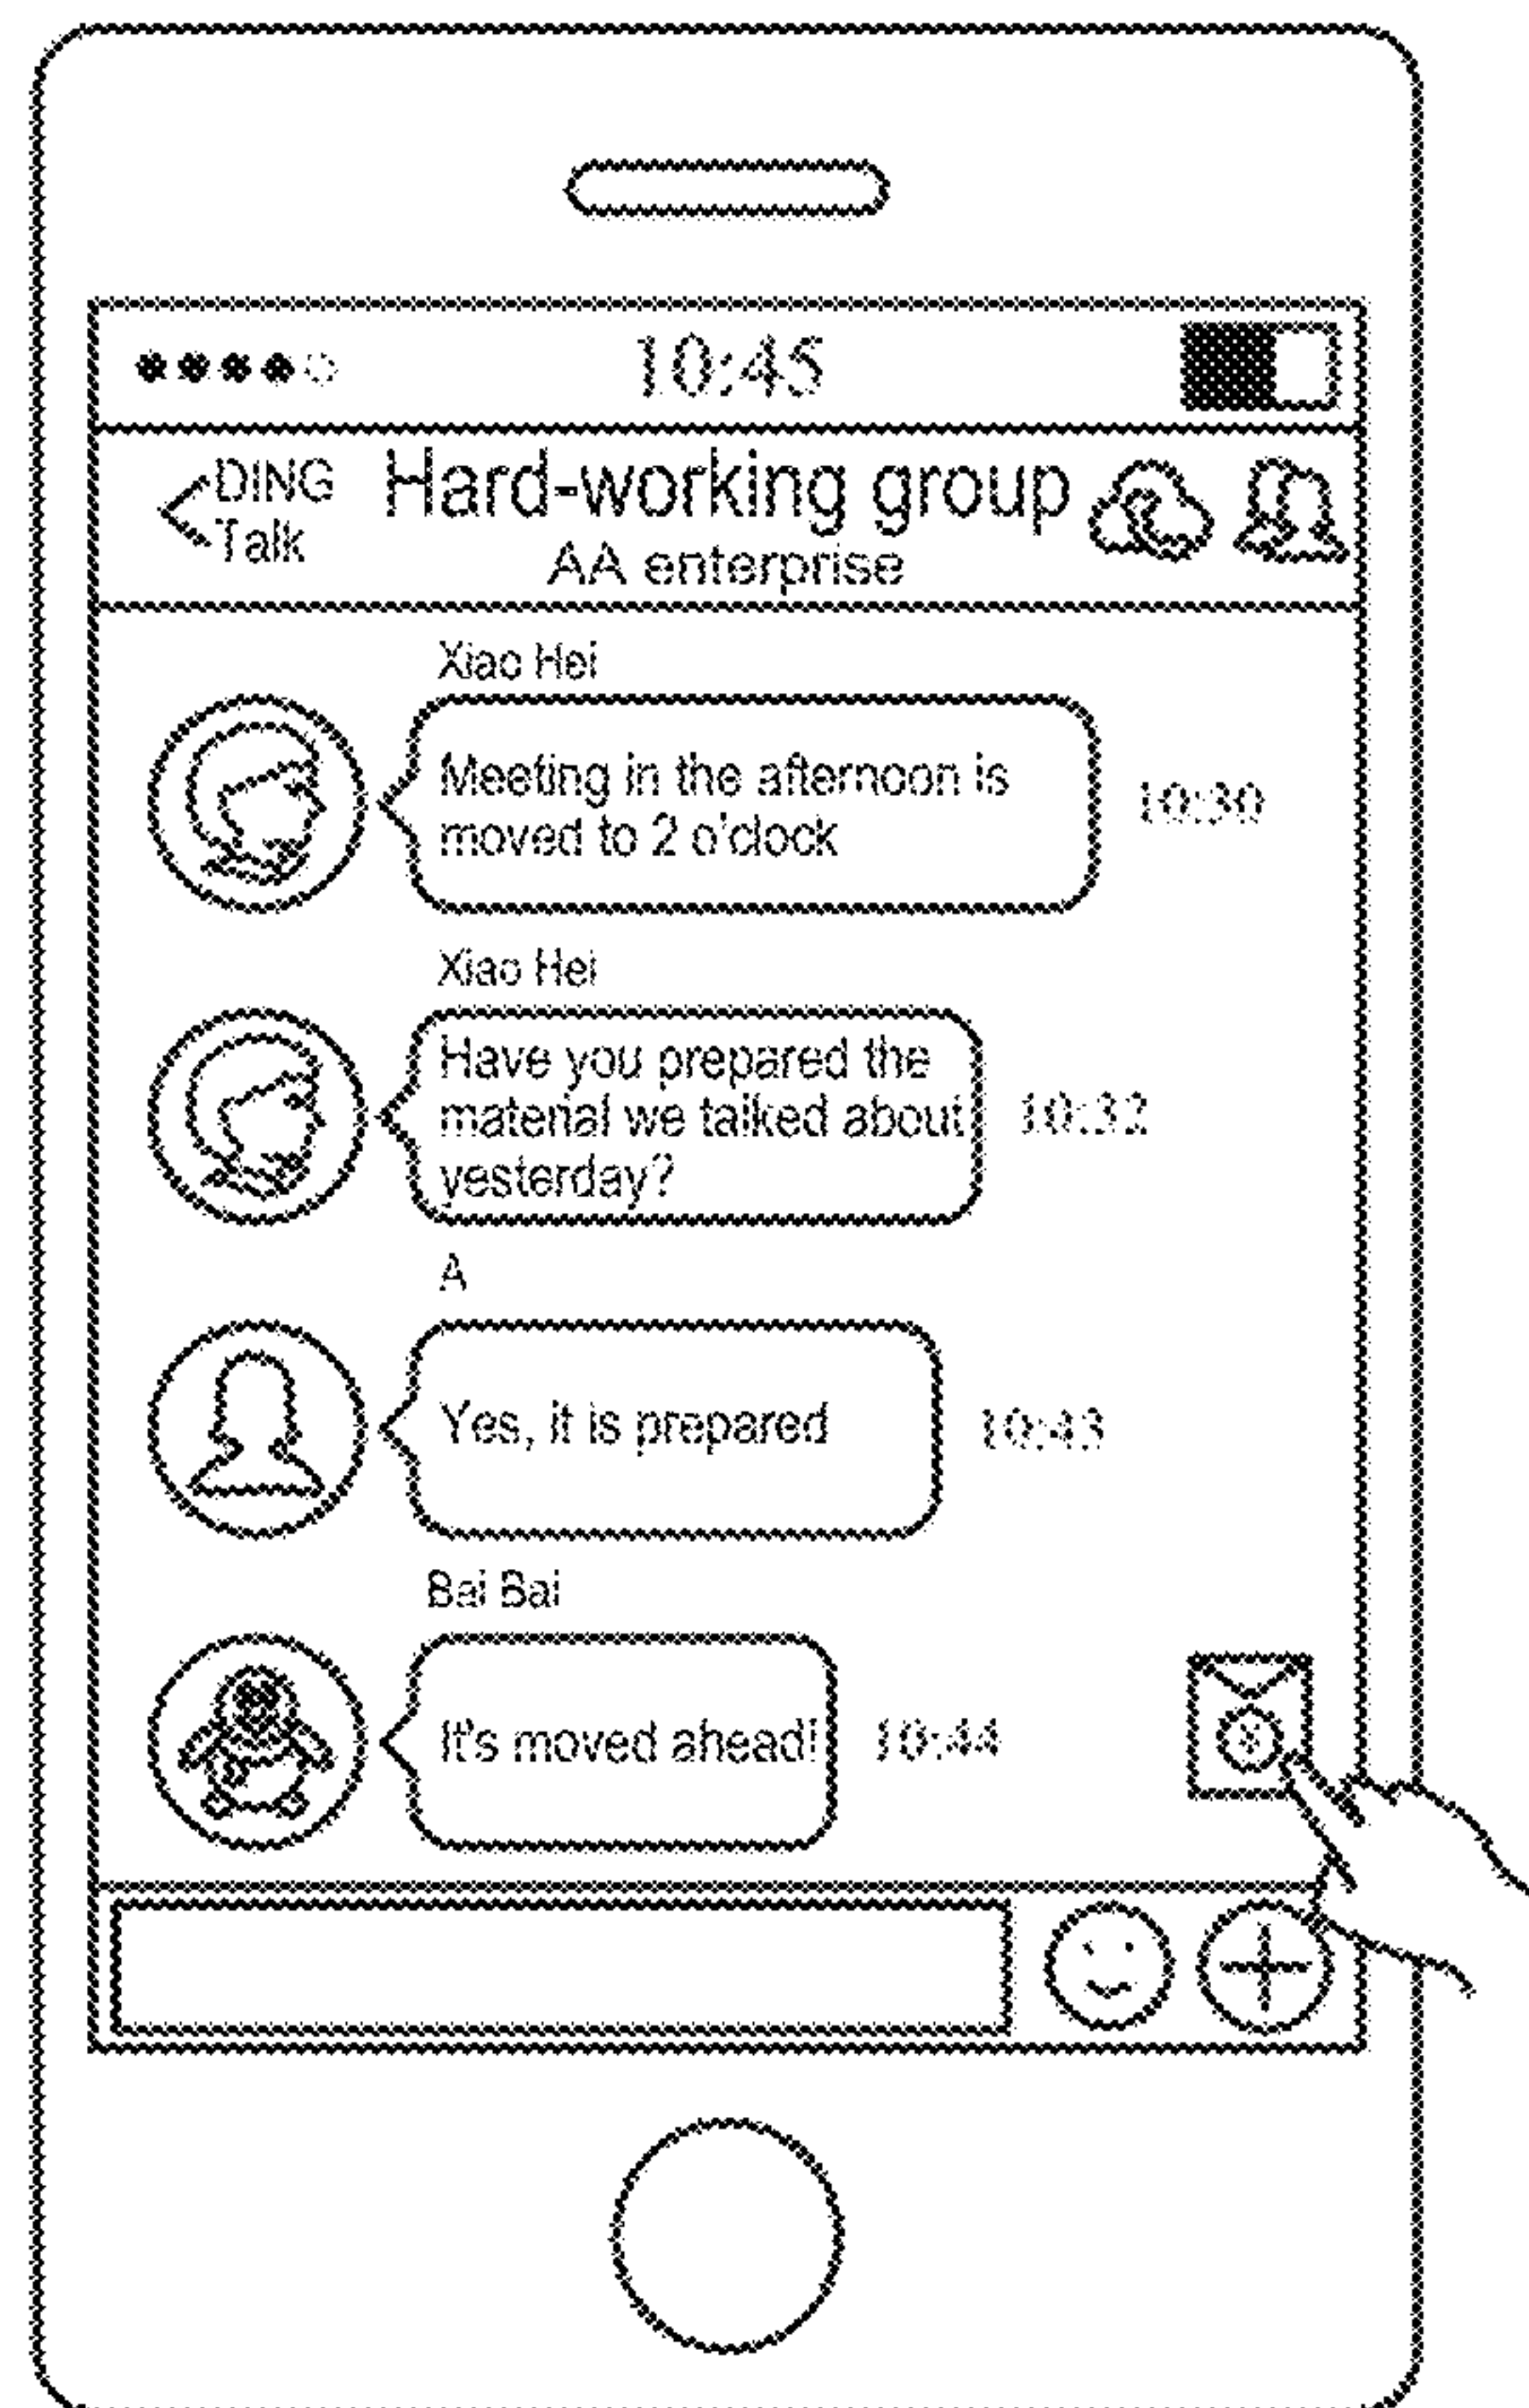 10:45
DING
Talk
Hard-working group
AA enterprise
Xiao Hei
Meeting in the afternoon is
moved to 2 o'clock
10:30
Xiao Hei
Have you prepared the
material we talked about
yesterday?
10:32
A
Yes, it is prepared
10:43
Bai Bai
It's moved ahead!
10:44
$